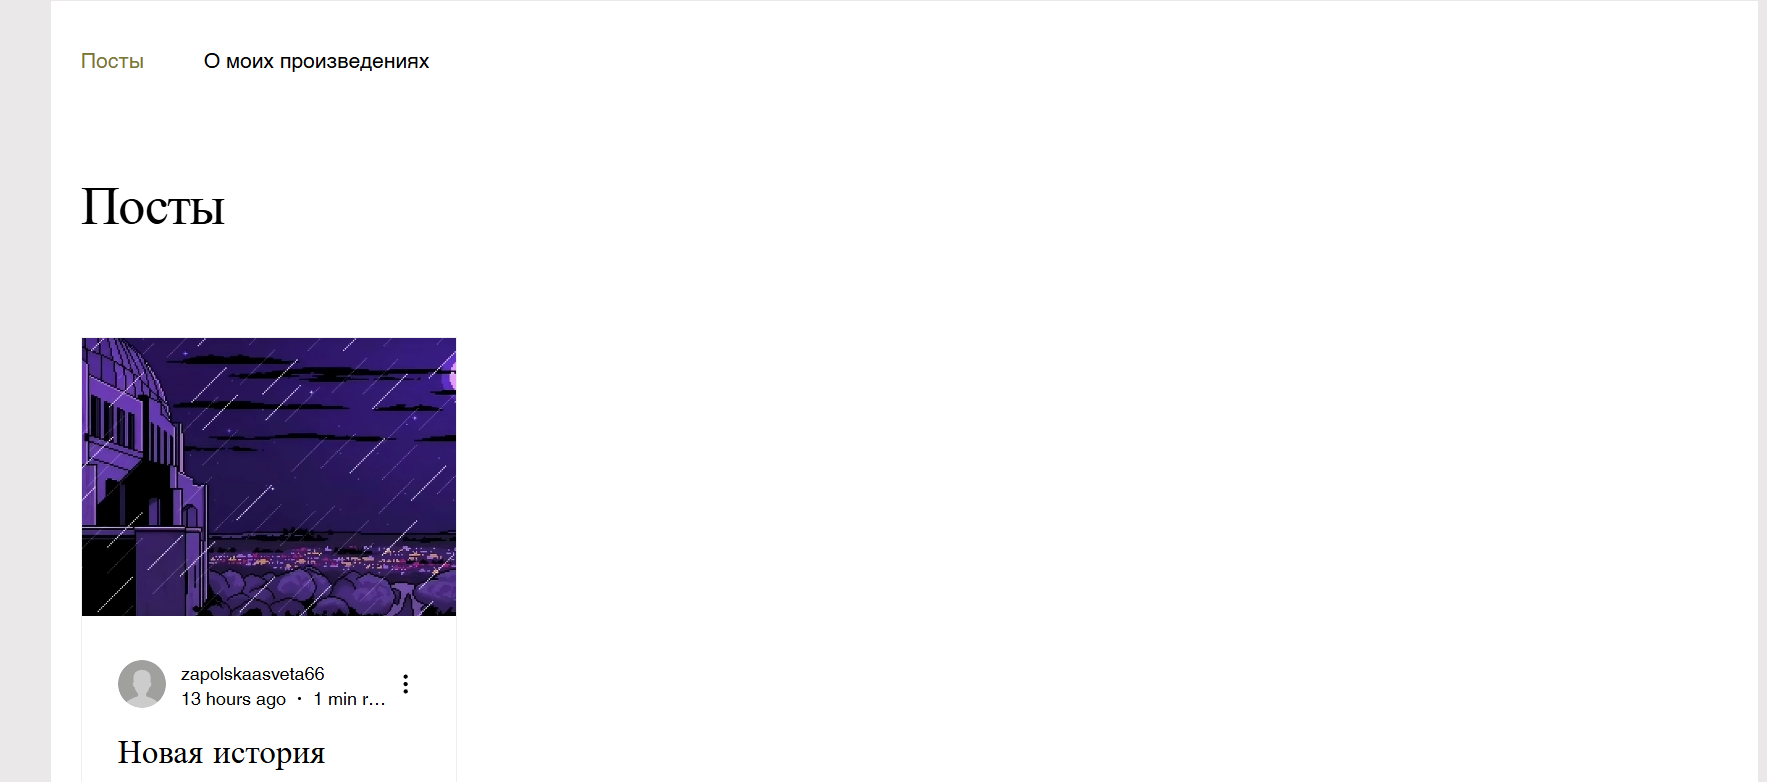 Посты О моих произведениях
Посты
zapolskaasveta66
13 hours ago · 1 min r...
Новая история